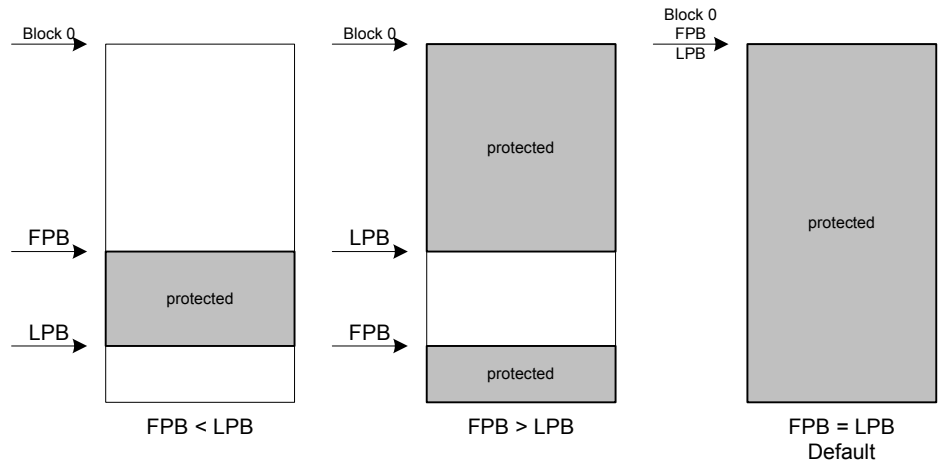 Block 0
FPB
LPB
protected
FPB < LPB
Block 0
protected
LPB
FPB
protected
FPB > LPB
Block 0
FPB
LPB
protected
FPB = LPB
Default